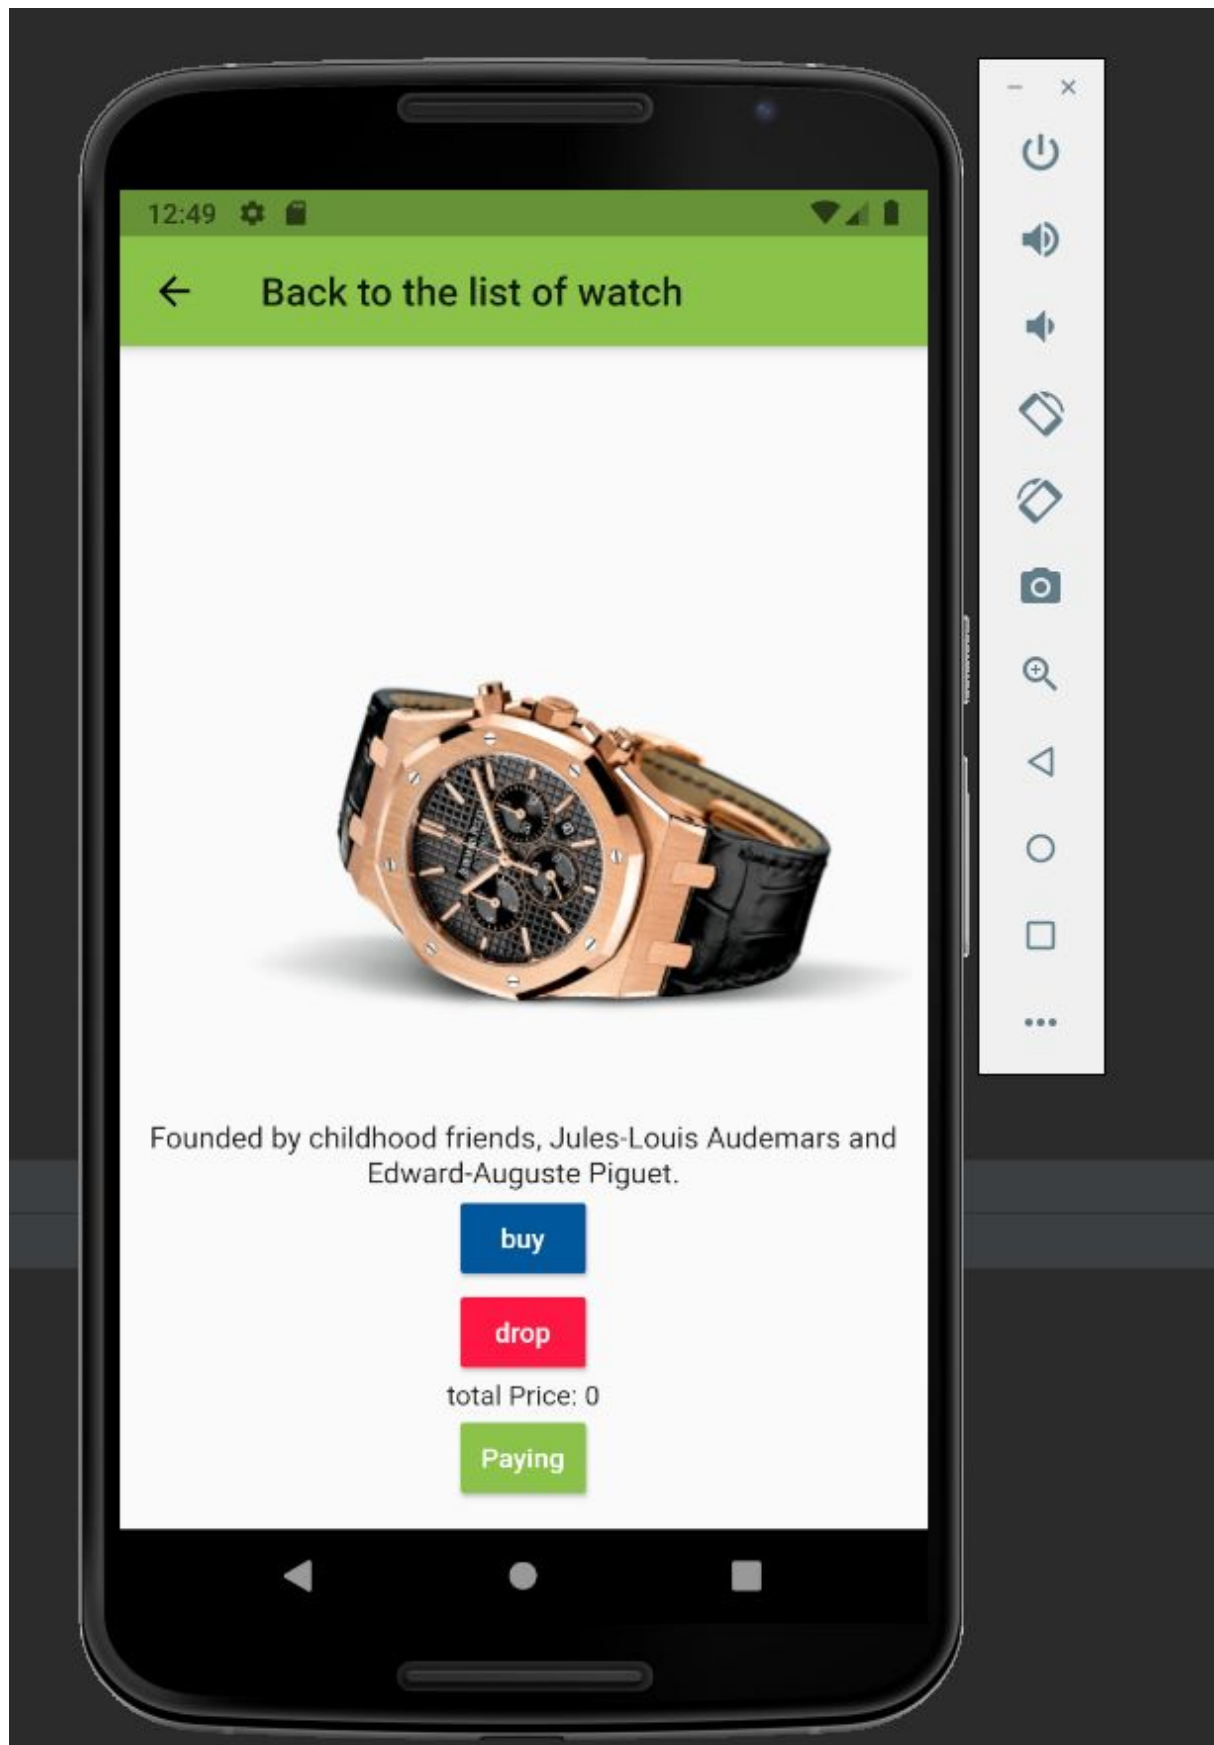 12:49
Back to the list of watch
Founded by childhood friends, Jules-Louis Audemars and
Edward-Auguste Piguet.
buy
drop
total Price: 0
Paying